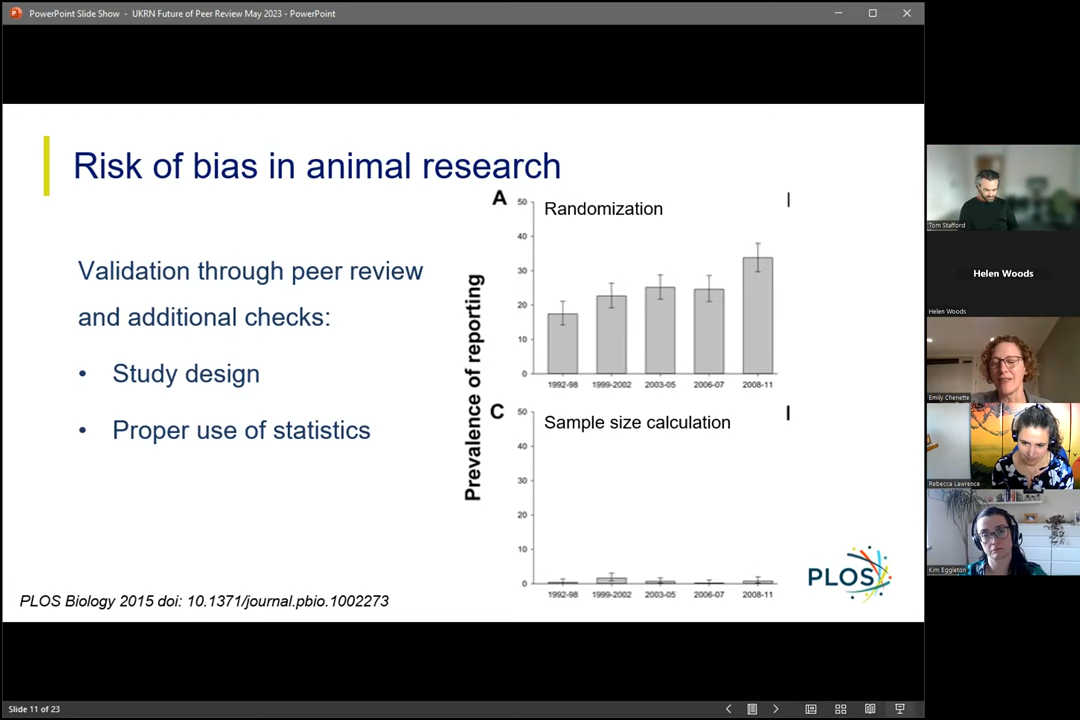 PowerPoint Slide Show - UKRN Future of Peer Review May 2023 - PowerPoint
Risk of bias in animal research
Validation through peer review
and additional checks:
• Study design
• Proper use of statistics
Prevalence of reporting
A
Randomization
50
40
30
20
10
0
1992-98 1999-2002 2003-05 2006-07 2008-11
C
Sample size calculation
50
40
30
20
10
0
1992-98 1999-2002 2003-05 2006-07 2008-11
PLOS
PLOS Biology 2015 doi: 10.1371/journal.pbio.1002273
Slide 11 of 23
Tom Stafford
Helen Woods
Helen Woods
Emily Chenette
Rebecca Lawrence
Kim Eggleton